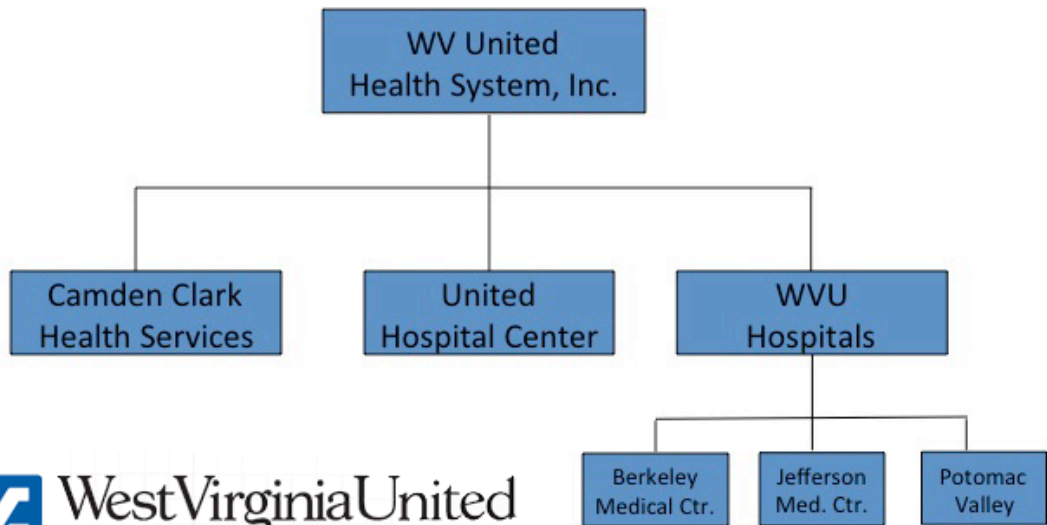 WV United
Health System, Inc.
Camden Clark
Health Services
United
Hospital Center
WVU
Hospitals
Berkeley
Medical Ctr.
Jefferson
Med. Ctr.
Potomac
Valley
WestVirginiaUnited